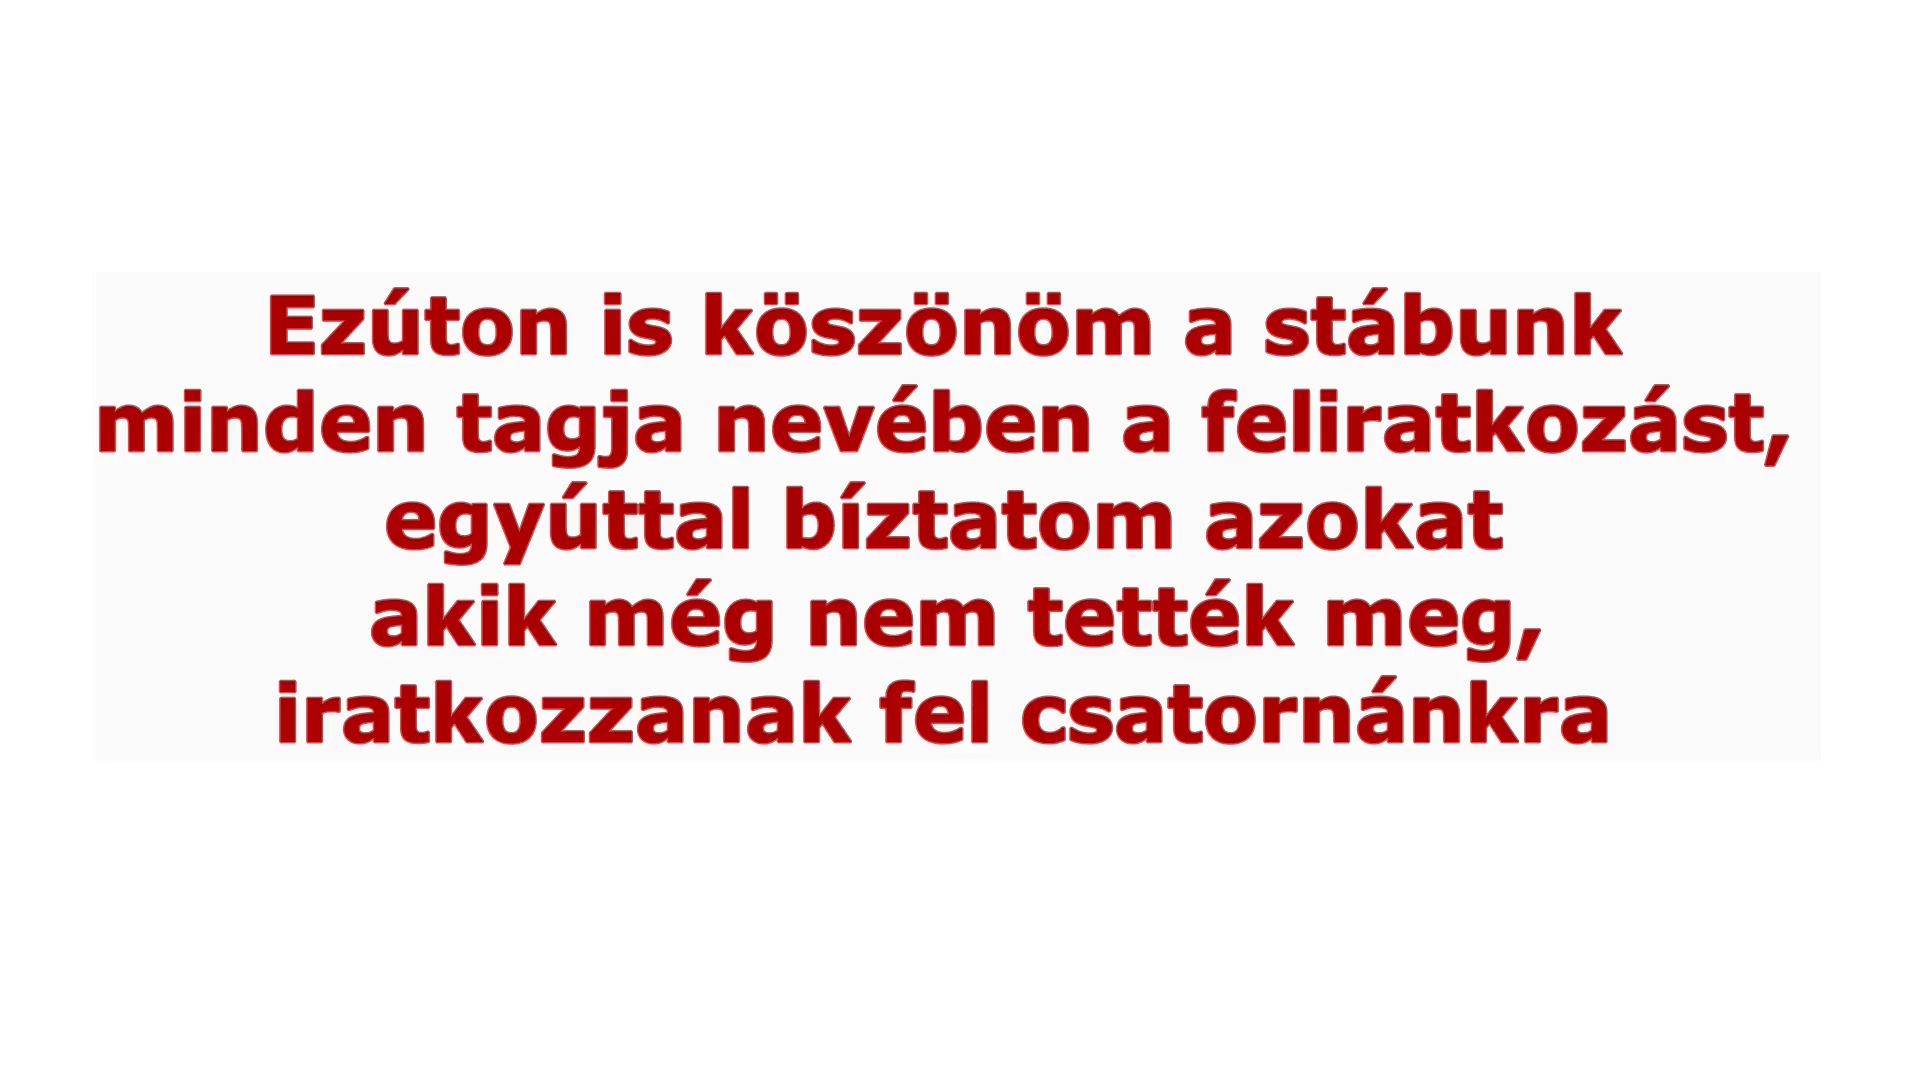 Ezúton is köszönöm a stábunk
minden tagja nevében a feliratkozást,
egyúttal bíztatom azokat
akik még nem tették meg,
iratkozzanak fel csatornánkra